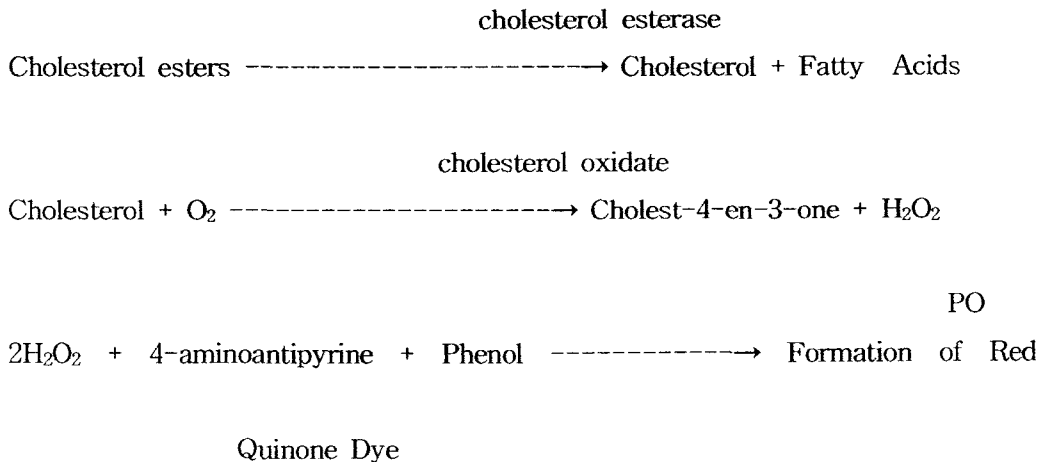 cholesterol esterase
Cholesterol esters -----------------------→ Cholesterol + Fatty Acids
cholesterol oxidate
Cholesterol + O₂ ----------------------→ Cholest-4-en-3-one + H₂O₂
PO
2H₂O₂ + 4-aminoantipyrine + Phenol -------------→ Formation of Red
Quinone Dye